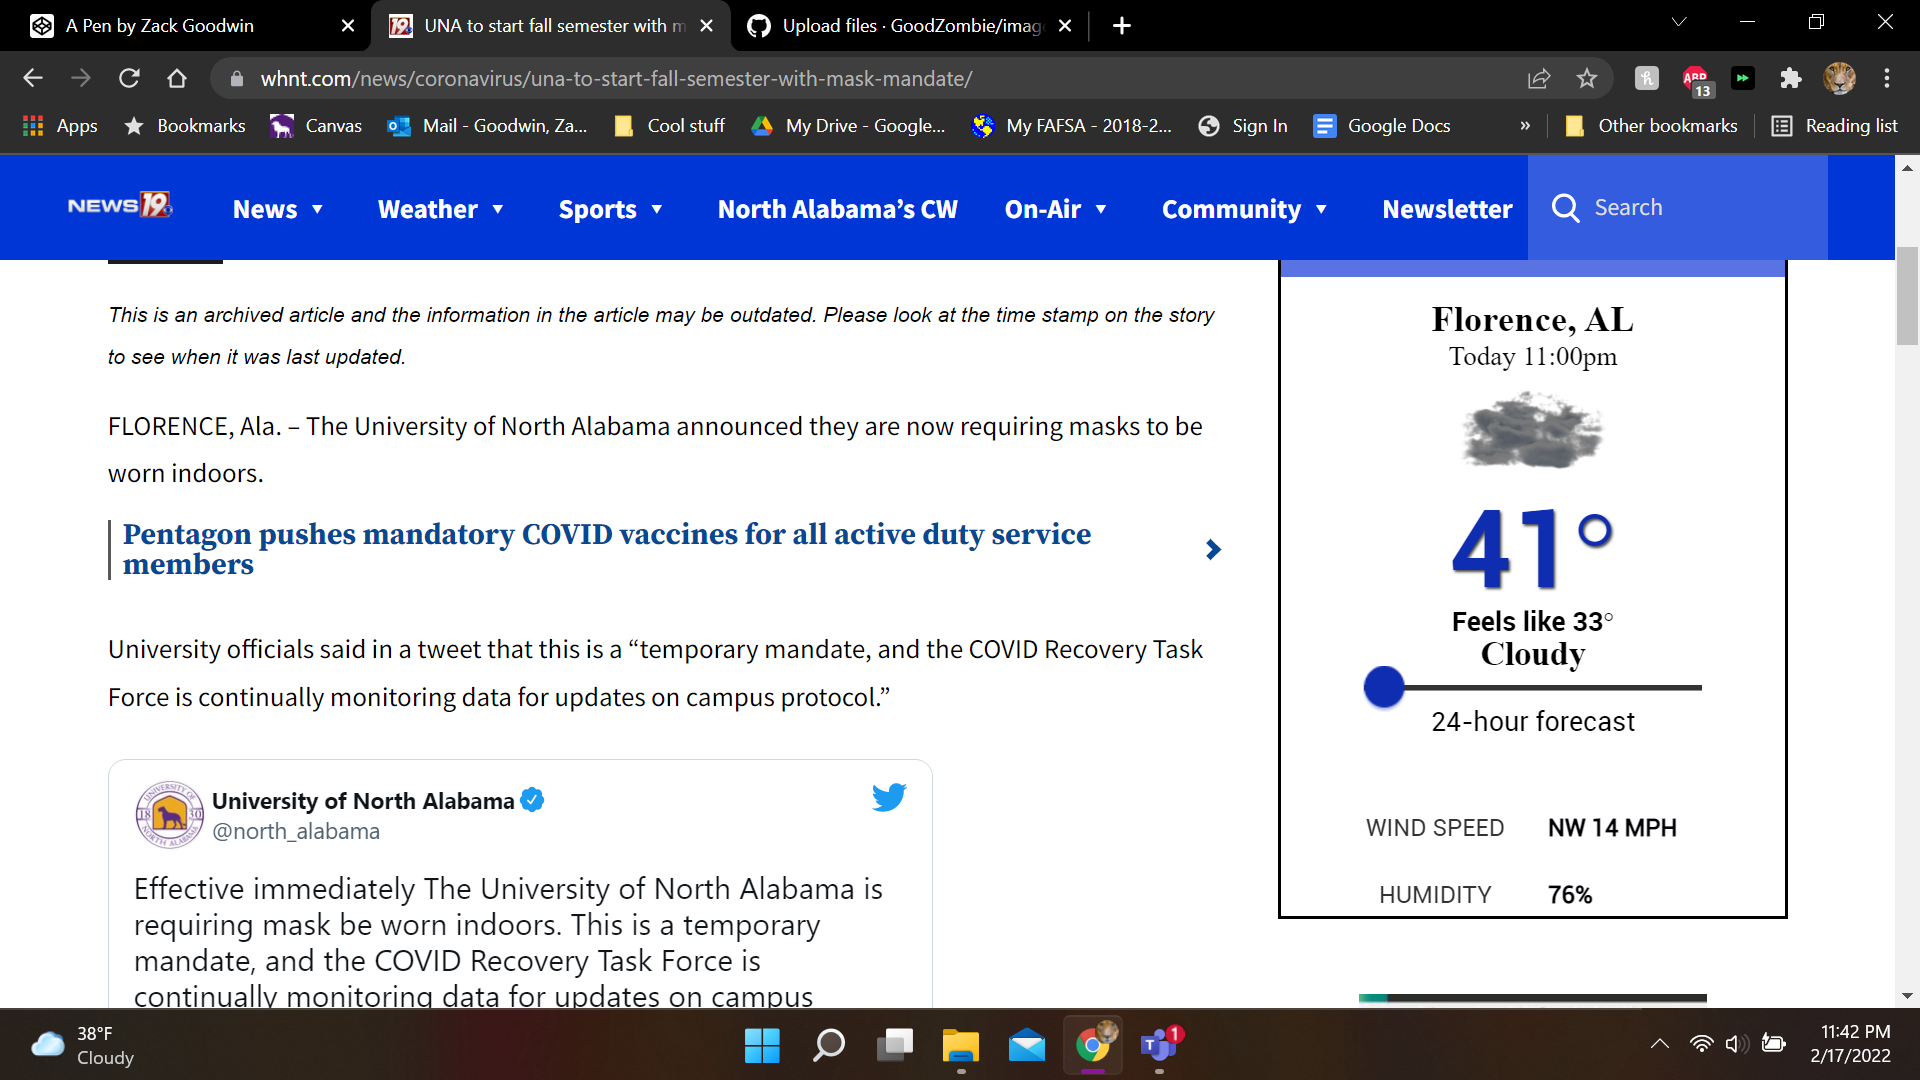 A Pen by Zack Goodwin
UNA to start fall semester with m
Upload files · GoodZombie/imag
whnt.com/news/coronavirus/una-to-start-fall-semester-with-mask-mandate/
ABP
13
Apps
Bookmarks
Canvas
Mail - Goodwin, Za...
Cool stuff
My Drive - Google...
My FAFSA - 2018-2...
Sign In
Google Docs
»
Other bookmarks
Reading list
NEWS 19
News
Weather
Sports
North Alabama's CW
On-Air
Community
Newsletter
Search
This is an archived article and the information in the article may be outdated. Please look at the time stamp on the story
to see when it was last updated.
FLORENCE, Ala. – The University of North Alabama announced they are now requiring masks to be
worn indoors.
Pentagon pushes mandatory COVID vaccines for all active duty service
members
University officials said in a tweet that this is a “temporary mandate, and the COVID Recovery Task
Force is continually monitoring data for updates on campus protocol.”
UNIVERSITY OF
18 30
NORTH ALABAMA
University of North Alabama
@north_alabama
Effective immediately The University of North Alabama is
requiring mask be worn indoors. This is a temporary
mandate, and the COVID Recovery Task Force is
continually monitoring data for updates on campus
Florence, AL
Today 11:00pm
41°
Feels like 33°
Cloudy
24-hour forecast
WIND SPEED NW 14 MPH
HUMIDITY 76%
38°F
Cloudy
T
1
11:42 PM
2/17/2022